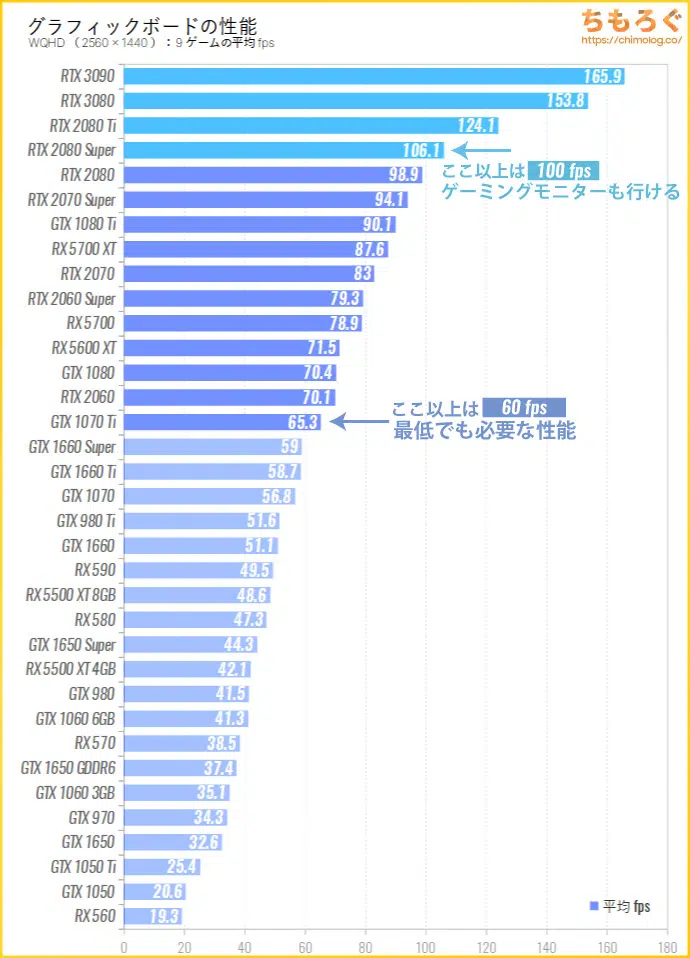 グラフィックボードの性能
WQHD （2560 × 1440）：9 ゲームの平均 fps
ちもろぐ
https://chimolog.co/
RTX 3090 165.9
RTX 3080 153.8
RTX 2080 Ti 124.1
RTX 2080 Super 106.1
ここ以上は 100 fps
ゲーミングモニターも行ける
RTX 2080 98.9
RTX 2070 Super 94.1
GTX 1080 Ti 90.1
RX 5700 XT 87.6
RTX 2070 83
RTX 2060 Super 79.3
RX 5700 78.9
RX 5600 XT 71.5
GTX 1080 70.4
RTX 2060 70.1
GTX 1070 Ti 65.3
ここ以上は 60 fps
最低でも必要な性能
GTX 1660 Super 59
GTX 1660 Ti 58.7
GTX 1070 56.8
GTX 980 Ti 51.6
GTX 1660 51.1
RX 590 49.5
RX 5500 XT 8GB 48.6
RX 580 47.3
GTX 1650 Super 44.3
RX 5500 XT 4GB 42.1
GTX 980 41.5
GTX 1060 6GB 41.3
RX 570 38.5
GTX 1650 GDDR6 37.4
GTX 1060 3GB 35.1
GTX 970 34.3
GTX 1650 32.6
GTX 1050 Ti 25.4
GTX 1050 20.6
RX 560 19.3
平均 fps
0 20 40 60 80 100 120 140 160 180